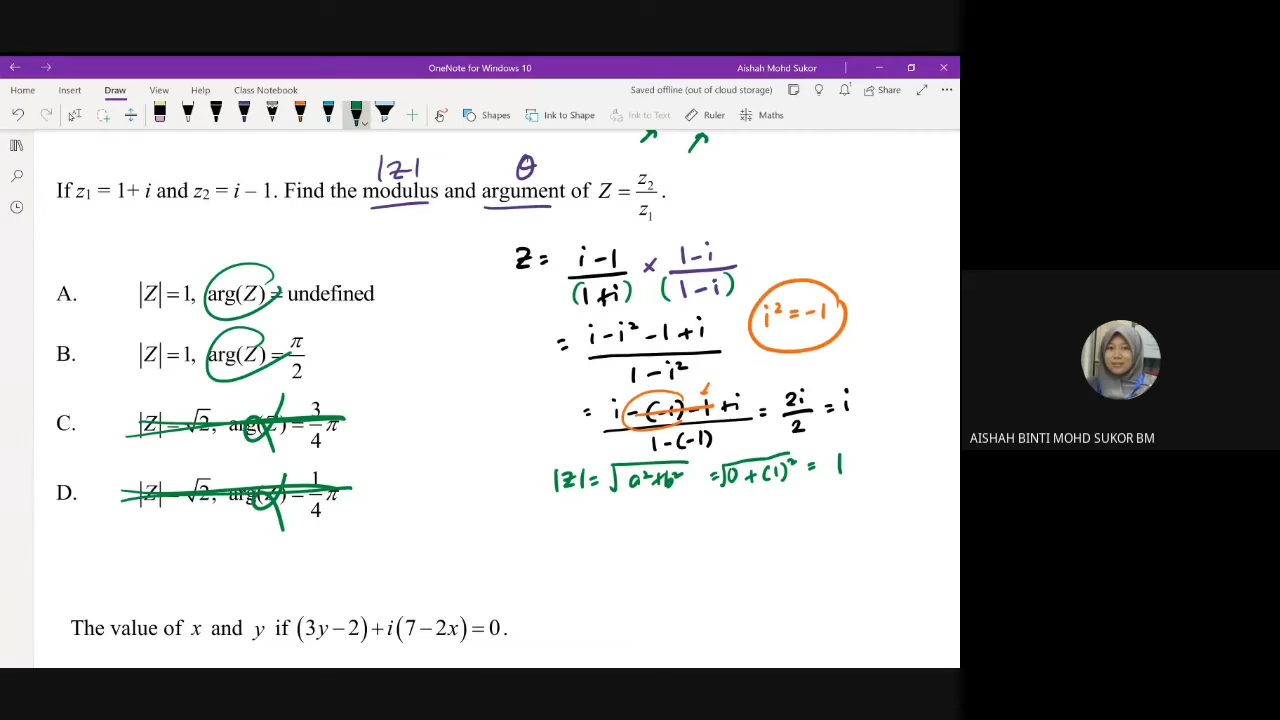 OneNote for Windows 10
Aishah Mohd Sukor
Home Insert Draw View Help Class Notebook
Saved offline (out of cloud storage) Share
Shapes Ink to Shape Ink to Text Ruler Maths
|z| θ
If z₁ = 1+ i and z₂ = i – 1. Find the modulus and argument of Z = z₂/z₁.
Z = (i-1)/(1+i) × (1-i)/(1-i)
A. |Z| = 1, arg(Z) = undefined
i² = -1
= (i-i²-1+i)/(1-i²)
B. |Z| = 1, arg(Z) = π/2
= (i-(-1)-1+i)/(1-(-1)) = 2i/2 = i
C. |Z| = √2, arg(Z) = 3/4 π
|Z| = √(a²+b²) = √(0+(1)²) = 1
D. |Z| = √2, arg(Z) = 1/4 π
The value of x and y if (3y−2)+i(7−2x)=0.
AISHAH BINTI MOHD SUKOR BM